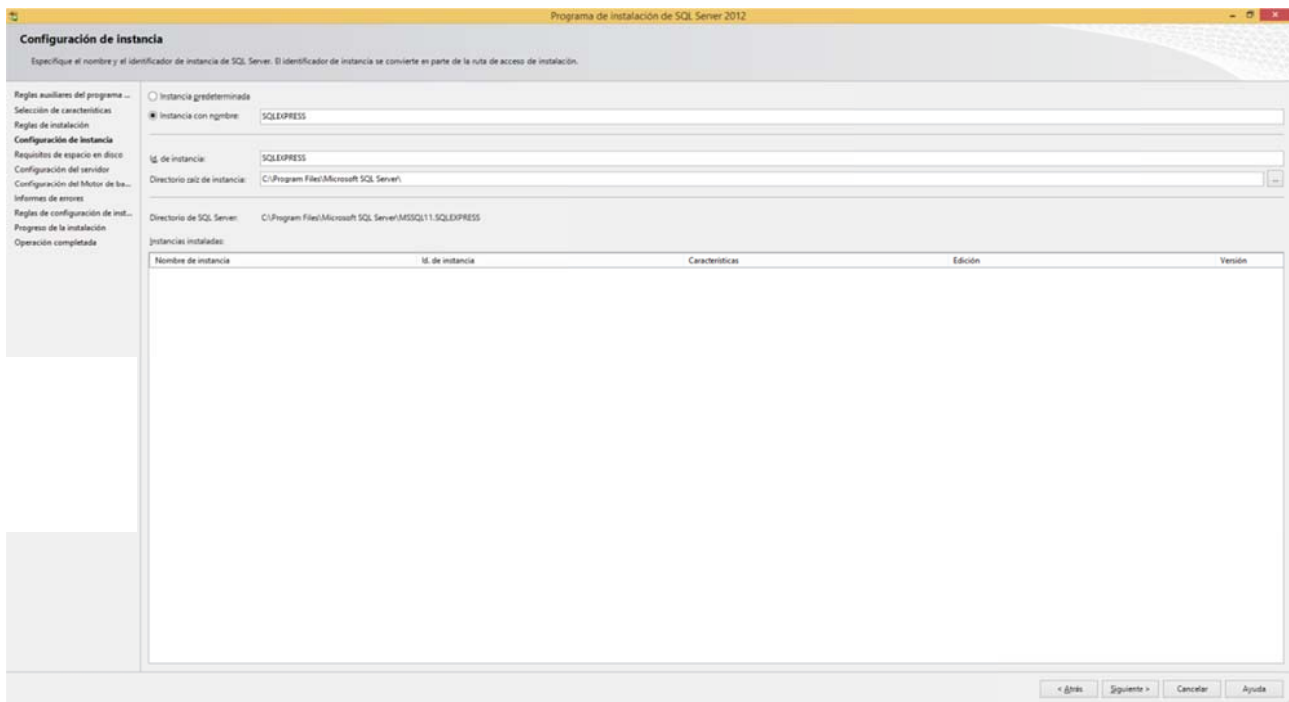 Programa de instalación de SQL Server 2012
Configuración de instancia
Especifique el nombre y el identificador de instancia de SQL Server. El identificador de instancia se convierte en parte de la ruta de acceso de instalación.
Reglas auxiliares del programa ...
Selección de características
Reglas de instalación
Configuración de instancia
Requisitos de espacio en disco
Configuración del servidor
Configuración del Motor de ba...
Informes de errores
Reglas de configuración de inst...
Progreso de la instalación
Operación completada
Instancia predeterminada
Instancia con nombre: SQLEXPRESS
Id. de instancia: SQLEXPRESS
Directorio raíz de instancia: C:\Program Files\Microsoft SQL Server\ ...
Directorio de SQL Server: C:\Program Files\Microsoft SQL Server\MSSQL11.SQLEXPRESS
Instancias instaladas:
Nombre de instancia Id. de instancia Características Edición Versión
< Atrás Siguiente > Cancelar Ayuda